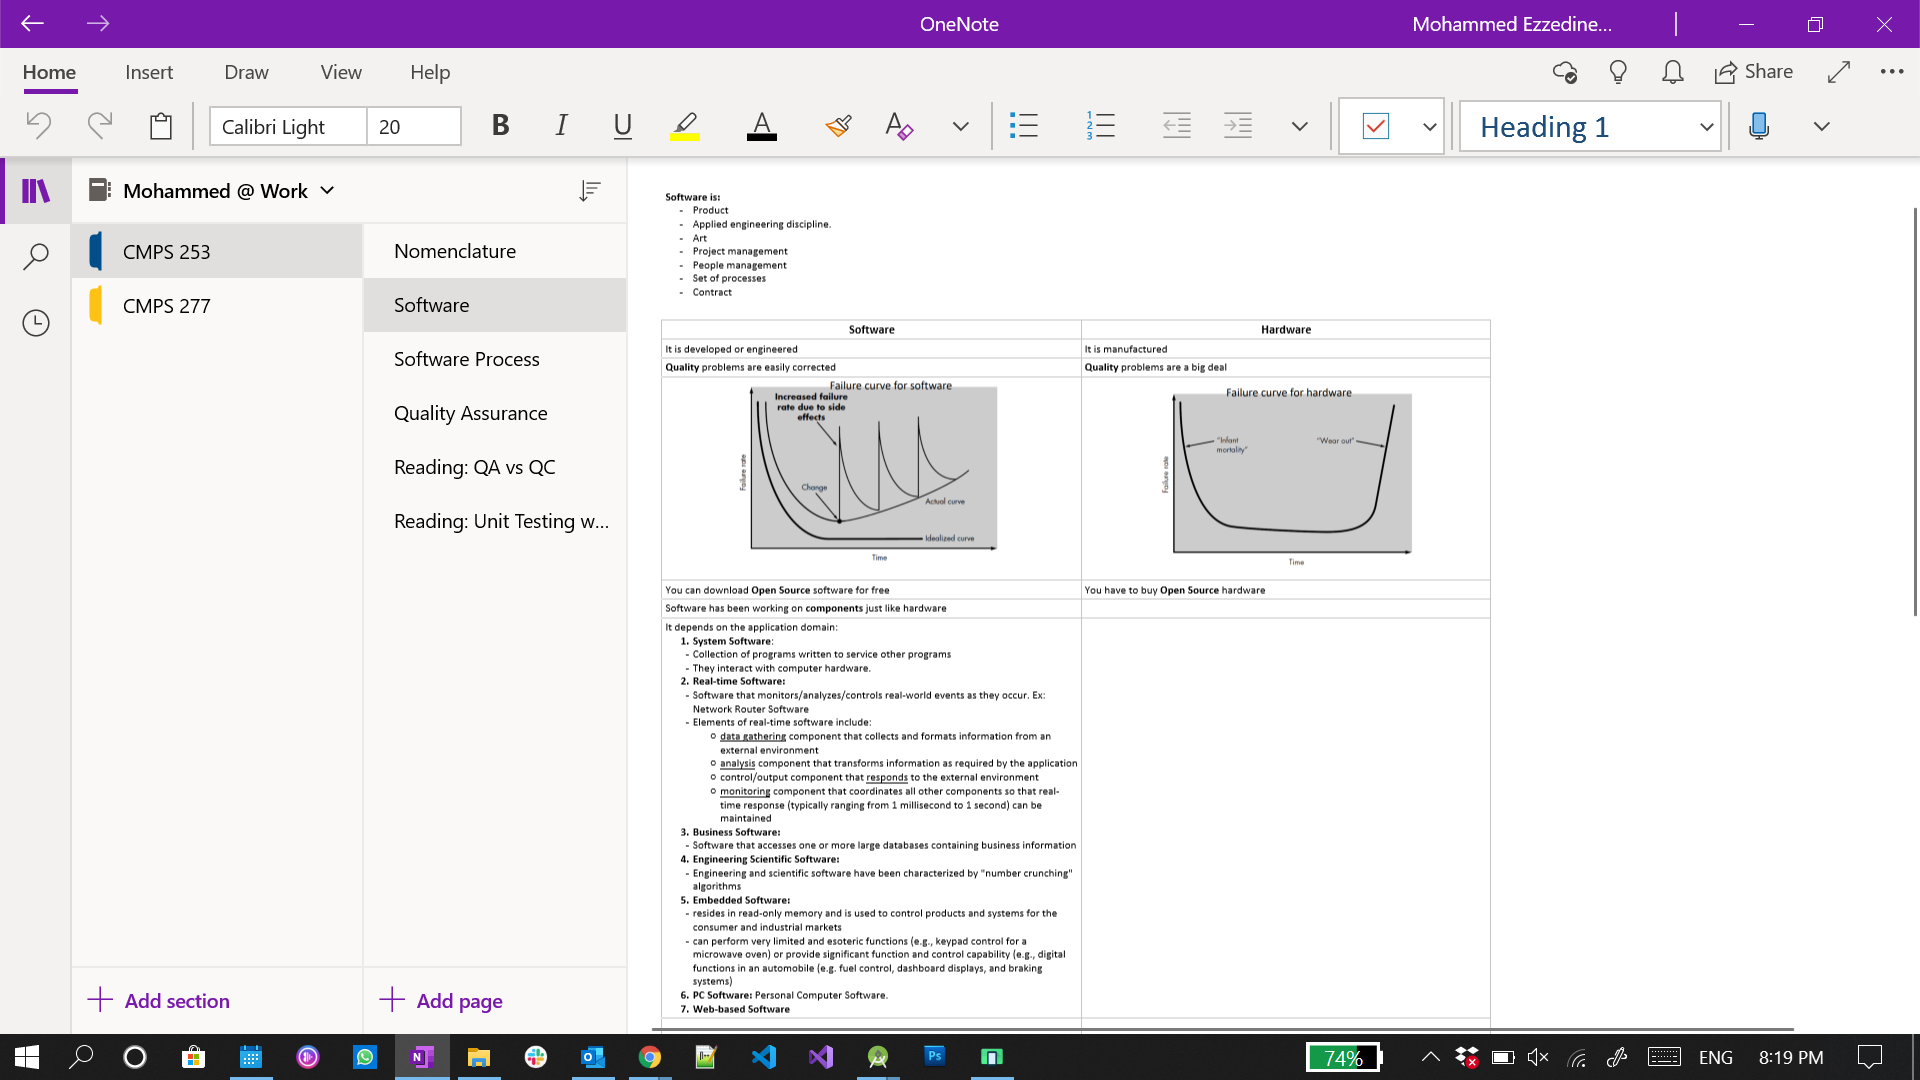 OneNote
Mohammed Ezzedine...
Home
Insert
Draw
View
Help
Share
Calibri Light
20
B
I
U
A
A
1
2
3
Heading 1
Mohammed @ Work
CMPS 253
CMPS 277
Nomenclature
Software
Software Process
Quality Assurance
Reading: QA vs QC
Reading: Unit Testing w...
Add section
Add page
Software is:
- Product
- Applied engineering discipline.
- Art
- Project management
- People management
- Set of processes
- Contract
Software
Hardware
It is developed or engineered
It is manufactured
Quality problems are easily corrected
Quality problems are a big deal
Failure curve for software
Increased failure
rate due to side
effects
Change
Actual curve
Idealized curve
Failure rate
Time
Failure curve for hardware
"Infant
mortality"
"Wear out"
Failure rate
Time
You can download Open Source software for free
You have to buy Open Source hardware
Software has been working on components just like hardware
It depends on the application domain:
1. System Software:
- Collection of programs written to service other programs
- They interact with computer hardware.
2. Real-time Software:
- Software that monitors/analyzes/controls real-world events as they occur. Ex:
Network Router Software
- Elements of real-time software include:
o data gathering component that collects and formats information from an
external environment
o analysis component that transforms information as required by the application
o control/output component that responds to the external environment
o monitoring component that coordinates all other components so that real-
time response (typically ranging from 1 millisecond to 1 second) can be
maintained
3. Business Software:
- Software that accesses one or more large databases containing business information
4. Engineering Scientific Software:
- Engineering and scientific software have been characterized by "number crunching"
algorithms
5. Embedded Software:
- resides in read-only memory and is used to control products and systems for the
consumer and industrial markets
- can perform very limited and esoteric functions (e.g., keypad control for a
microwave oven) or provide significant function and control capability (e.g., digital
functions in an automobile (e.g. fuel control, dashboard displays, and braking
systems)
6. PC Software: Personal Computer Software.
7. Web-based Software
N
Ps
74%
ENG
8:19 PM